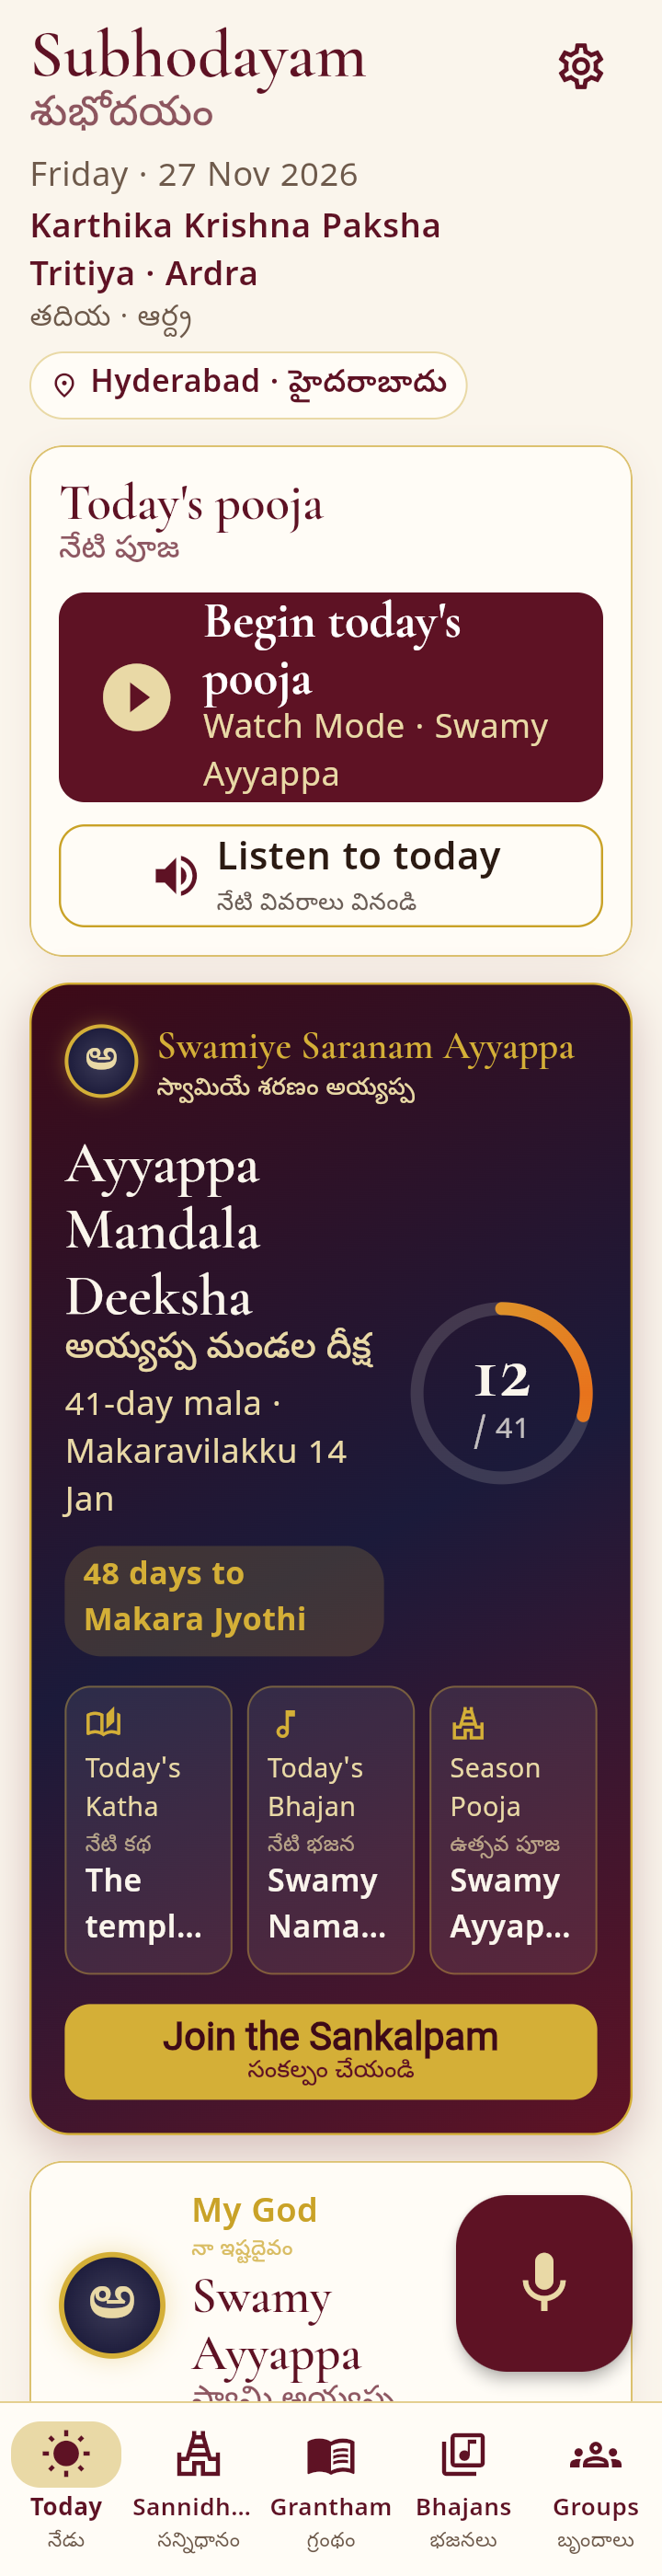 Subhodayam
శుభోదయం
Friday · 27 Nov 2026
Karthika Krishna Paksha
Tritiya · Ardra
తదియ · ఆర్ద్ర
Hyderabad · హైదరాబాదు
Today's pooja
నేటి పూజ
Begin today's
pooja
Watch Mode · Swamy
Ayyappa
Listen to today
నేటి వివరాలు వినండి
అ
Swamiye Saranam Ayyappa
స్వామియే శరణం అయ్యప్ప
Ayyappa
Mandala
Deeksha
అయ్యప్ప మండల దీక్ష
41-day mala ·
Makaravilakku 14
Jan
12
/ 41
48 days to
Makara Jyothi
Today's
Katha
నేటి కథ
The
templ...
Today's
Bhajan
నేటి భజన
Swamy
Nama...
Season
Pooja
ఉత్సవ పూజ
Swamy
Ayyap...
Join the Sankalpam
సంకల్పం చేయండి
My God
నా ఇష్టదైవం
అ
Swamy
Ayyappa
స్వామి అయ్యప్ప
Today
నేడు
Sannidh...
సన్నిధానం
Grantham
గ్రంథం
Bhajans
భజనలు
Groups
బృందాలు